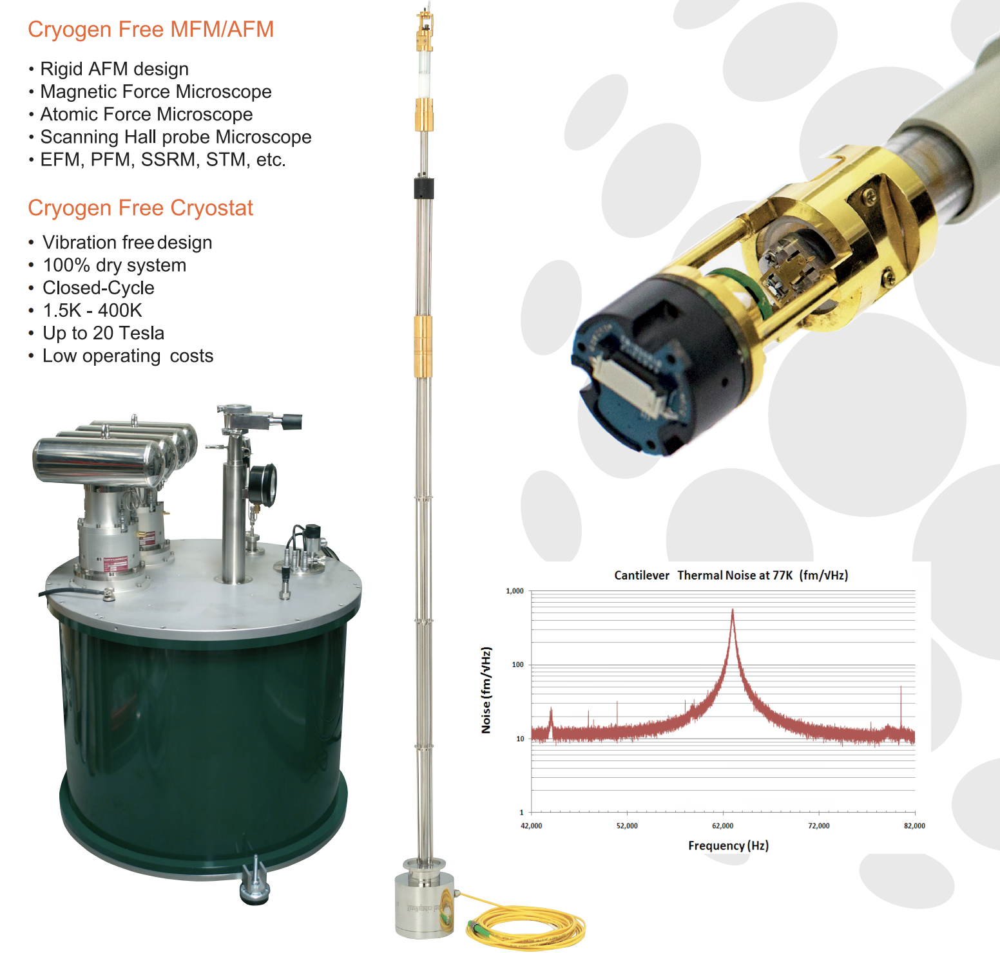 Cryogen Free MFM/AFM
• Rigid AFM design
• Magnetic Force Microscope
• Atomic Force Microscope
• Scanning Hall probe Microscope
• EFM, PFM, SSRM, STM, etc.
Cryogen Free Cryostat
• Vibration free design
• 100% dry system
• Closed-Cycle
• 1.5K - 400K
• Up to 20 Tesla
• Low operating costs
CRYOMECH
Cantilever Thermal Noise at 77K (fm/√Hz)
Noise (fm/√Hz)
1,000
100
10
1
42,000 52,000 62,000 72,000 82,000
Frequency (Hz)